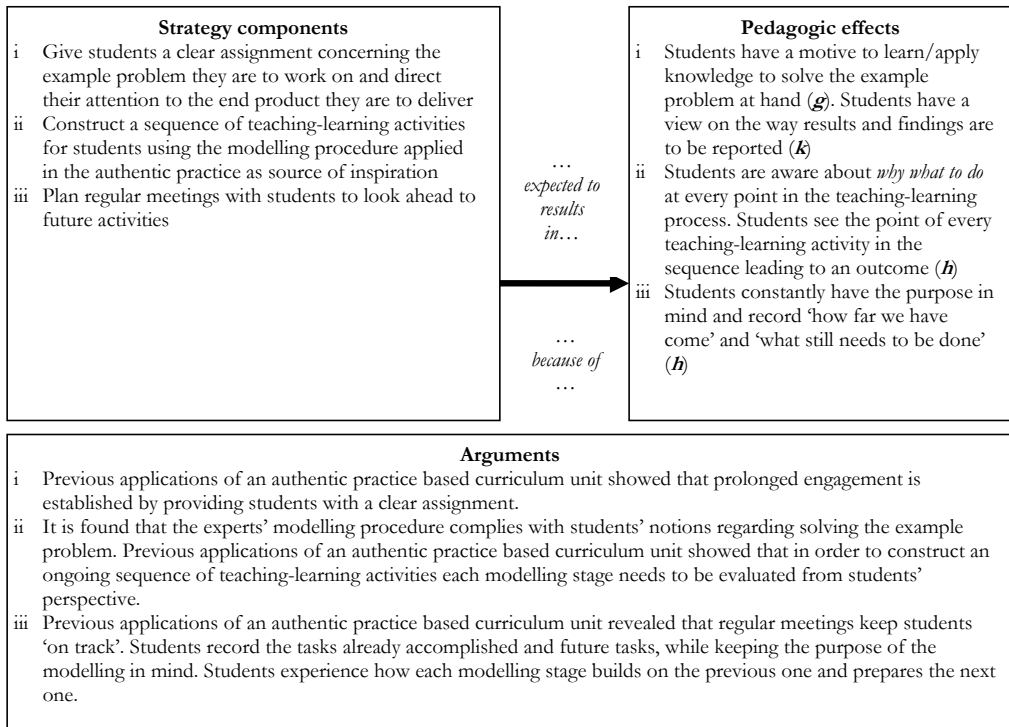 Strategy components
i Give students a clear assignment concerning the
example problem they are to work on and direct
their attention to the end product they are to deliver
ii Construct a sequence of teaching-learning activities
for students using the modelling procedure applied
in the authentic practice as source of inspiration
iii Plan regular meetings with students to look ahead to
future activities
…
expected to
results
in…
…
because of
…
Pedagogic effects
i Students have a motive to learn/apply
knowledge to solve the example
problem at hand (g). Students have a
view on the way results and findings are
to be reported (k)
ii Students are aware about why what to do
at every point in the teaching-learning
process. Students see the point of every
teaching-learning activity in the
sequence leading to an outcome (h)
iii Students constantly have the purpose in
mind and record ‘how far we have
come’ and ‘what still needs to be done’
(h)
Arguments
i Previous applications of an authentic practice based curriculum unit showed that prolonged engagement is
established by providing students with a clear assignment.
ii It is found that the experts’ modelling procedure complies with students’ notions regarding solving the example
problem. Previous applications of an authentic practice based curriculum unit showed that in order to construct an
ongoing sequence of teaching-learning activities each modelling stage needs to be evaluated from students’
perspective.
iii Previous applications of an authentic practice based curriculum unit revealed that regular meetings keep students
‘on track’. Students record the tasks already accomplished and future tasks, while keeping the purpose of the
modelling in mind. Students experience how each modelling stage builds on the previous one and prepares the next
one.